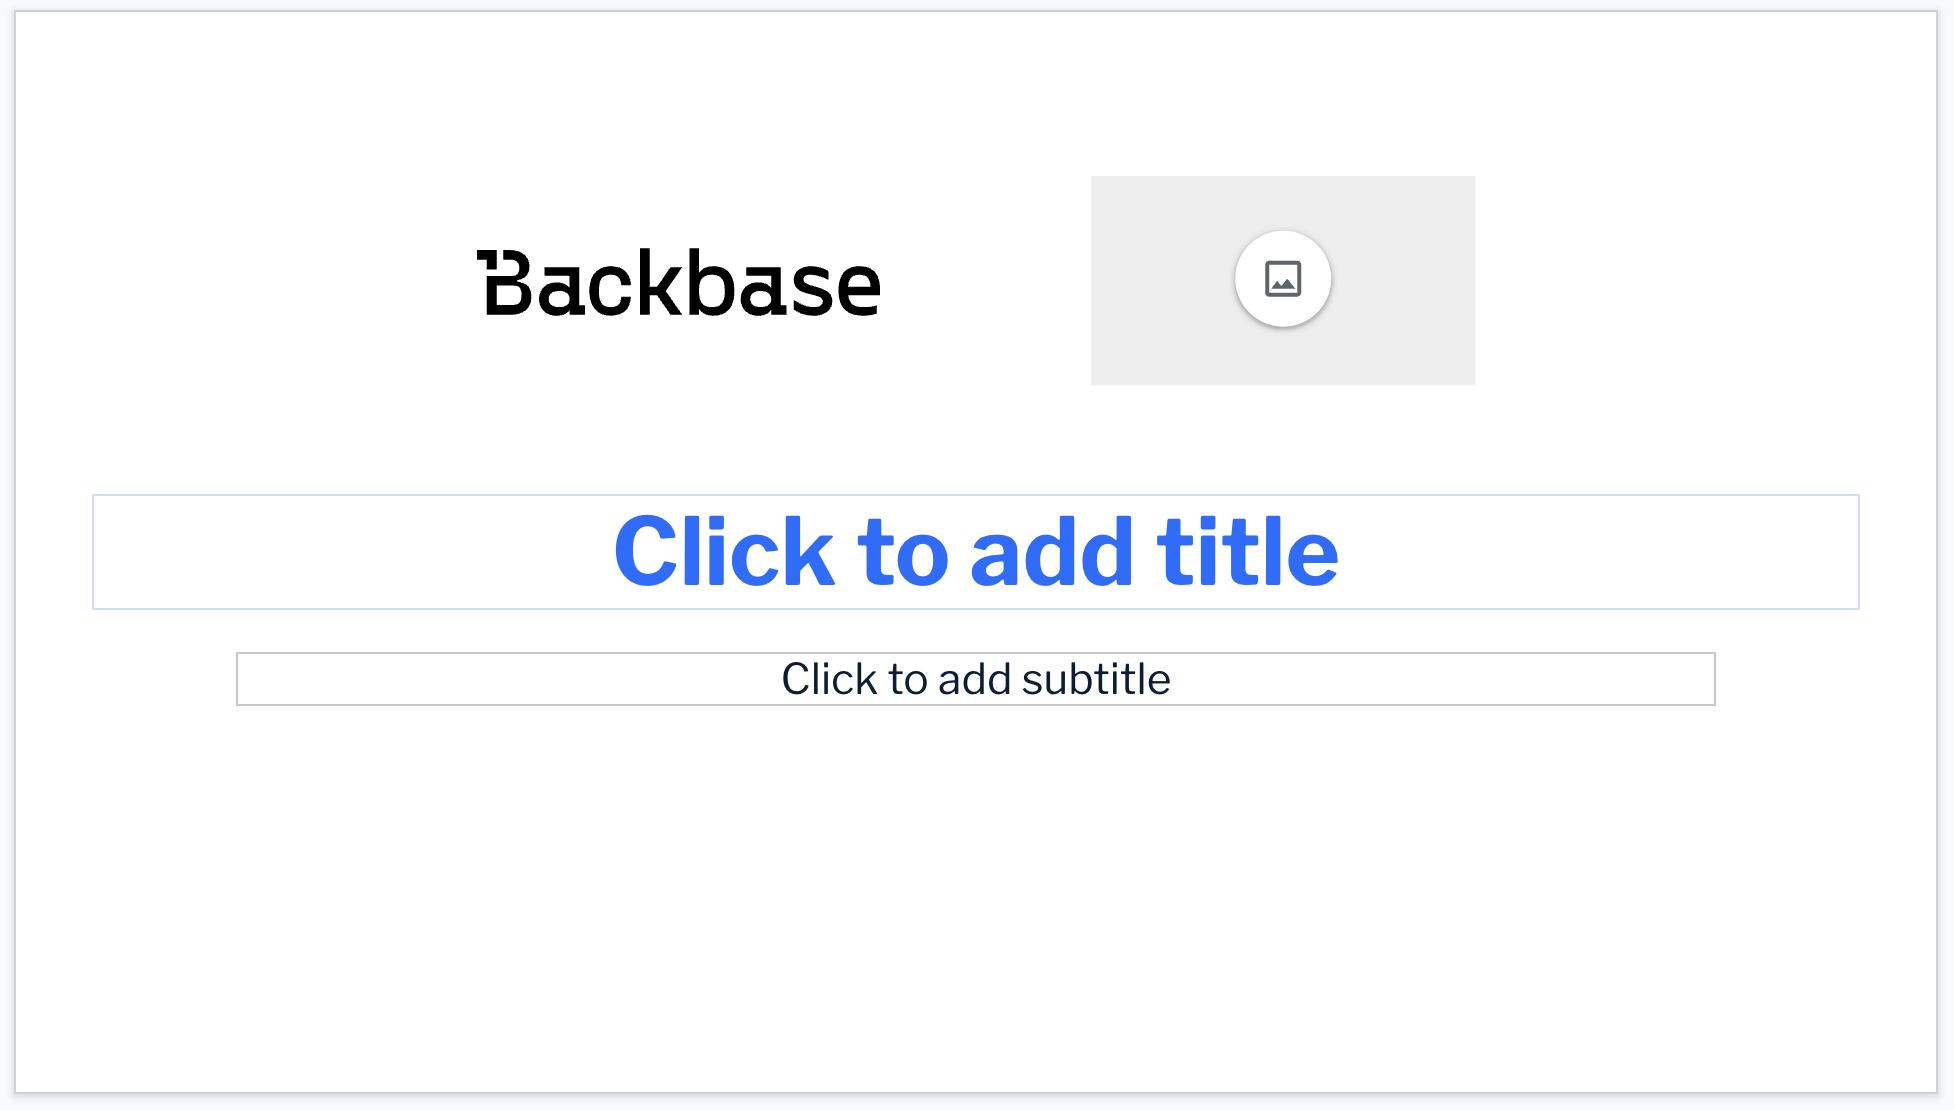 Backbase
Click to add title
Click to add subtitle